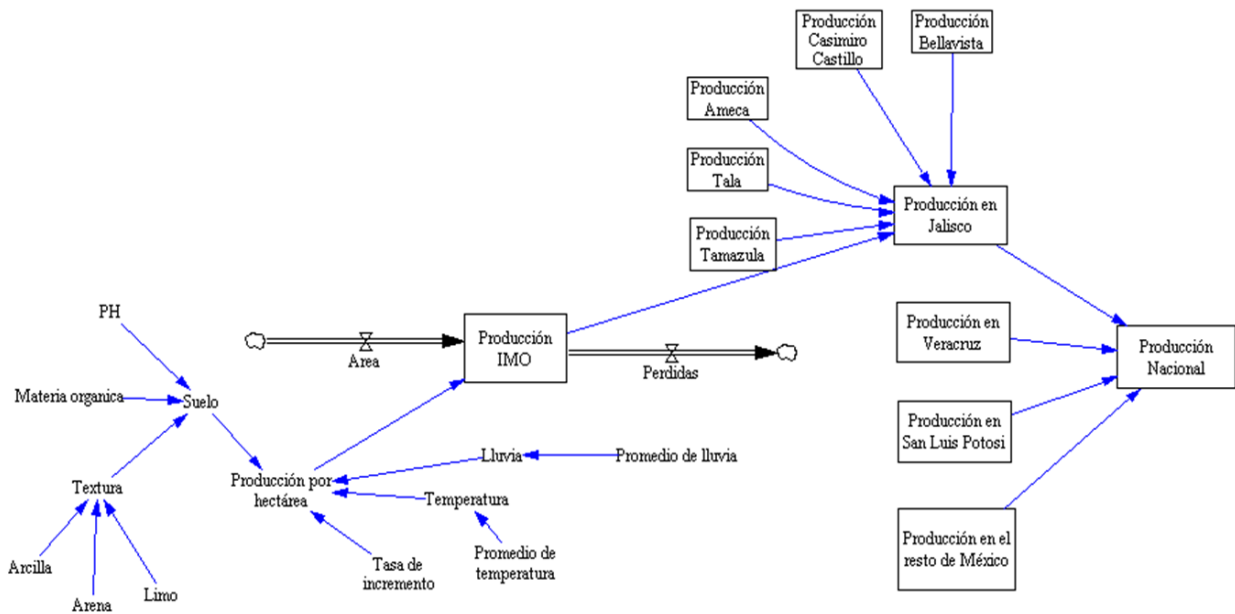 Producción
Casimiro
Castillo
Producción
Bellavista
Producción
Ameca
Producción
Tala
Producción
Tamazula
Producción en
Jalisco
PH
Area
Producción
IMO
Perdidas
Producción en
Veracruz
Producción
Nacional
Materia organica
Suelo
Producción en
San Luis Potosi
Textura
Producción por
hectárea
Lluvia
Promedio de lluvia
Temperatura
Arcilla
Arena
Limo
Tasa de
incremento
Promedio de
temperatura
Producción en el
resto de México